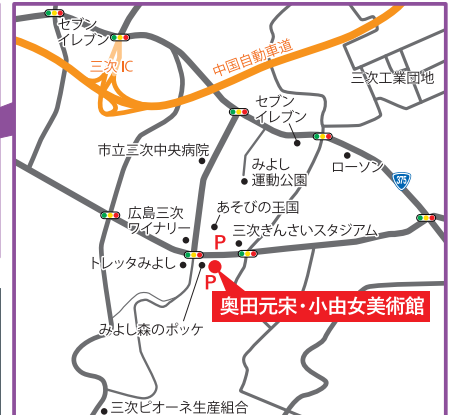 セブン
イレブン
三次IC
中国自動車道
三次工業団地
セブン
イレブン
市立三次中央病院
みよし
運動公園
ローソン
375
広島三次
ワイナリー
あそびの王国
P
三次きんさいスタジアム
トレッタみよし
P
奥田元宋・小由女美術館
みよし森のポッケ
三次ピオーネ生産組合